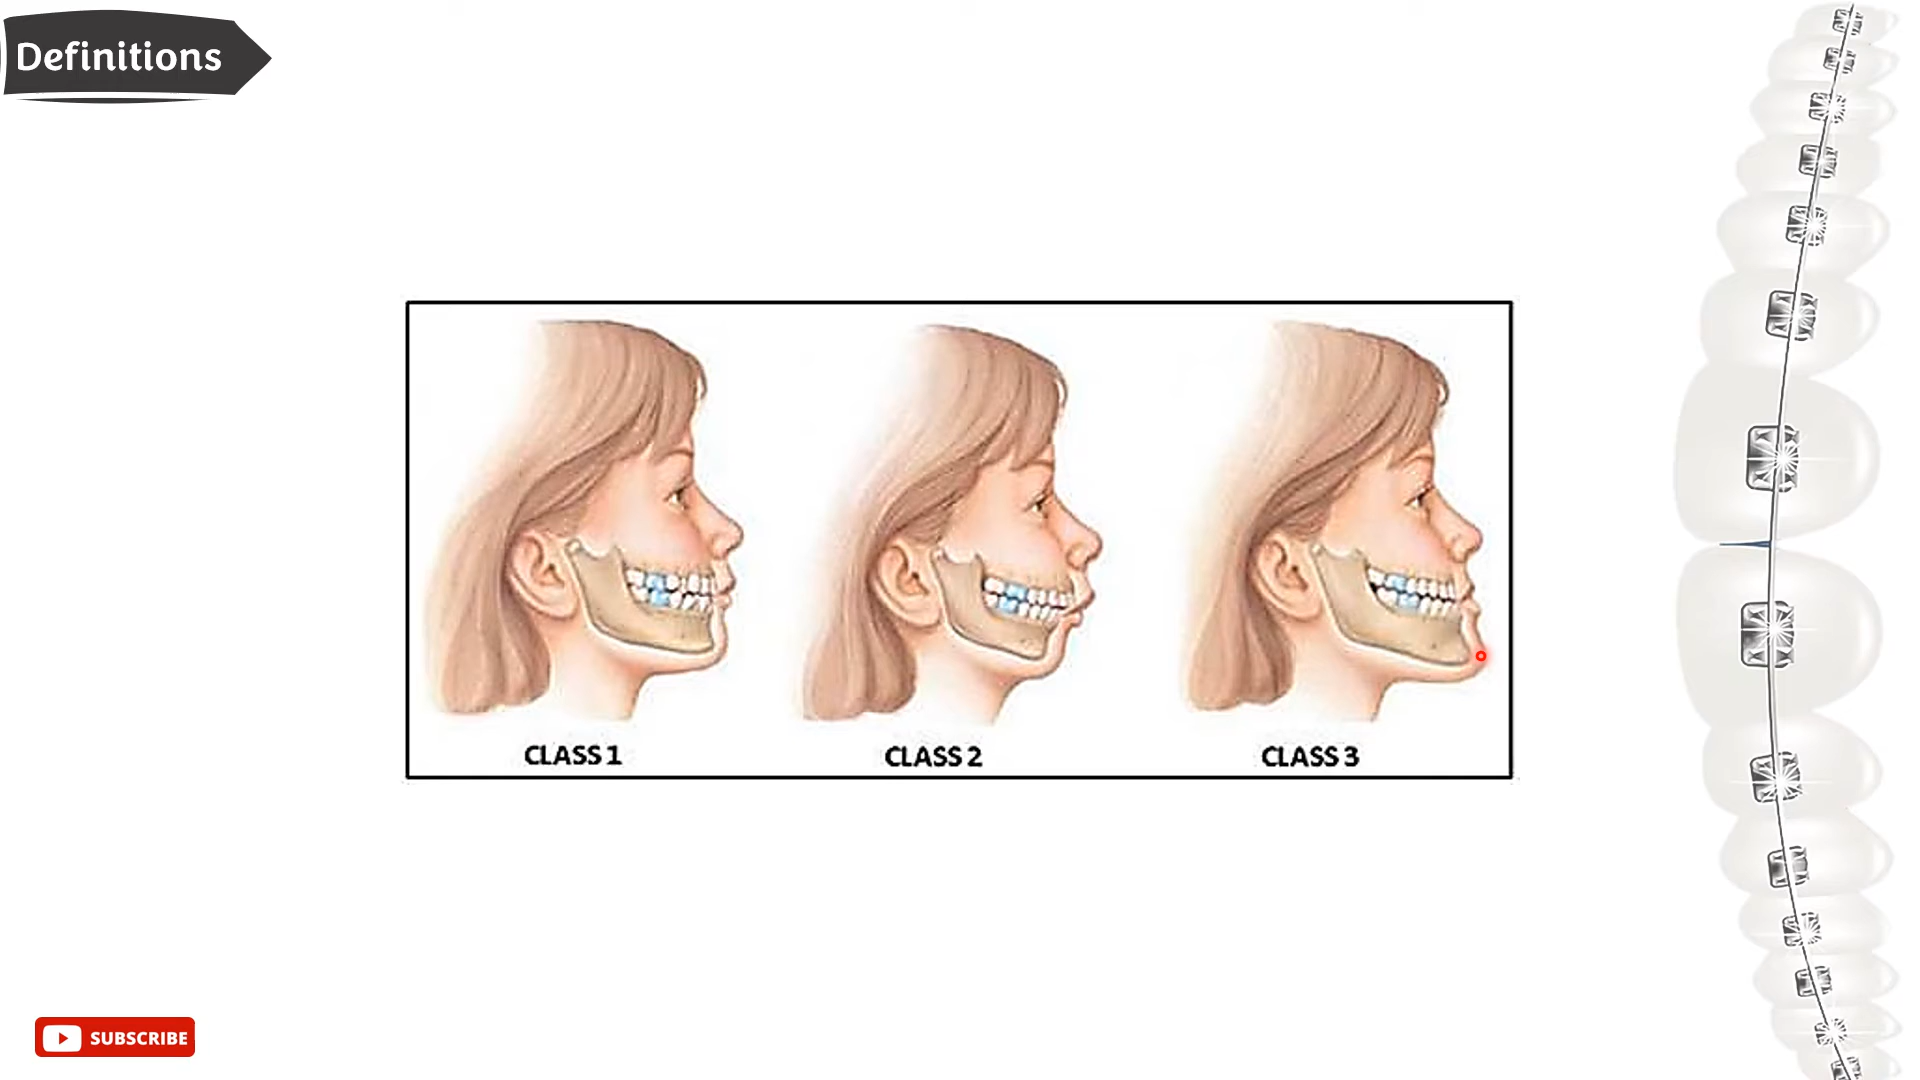 Definitions
CLASS 1
CLASS 2
CLASS 3
SUBSCRIBE